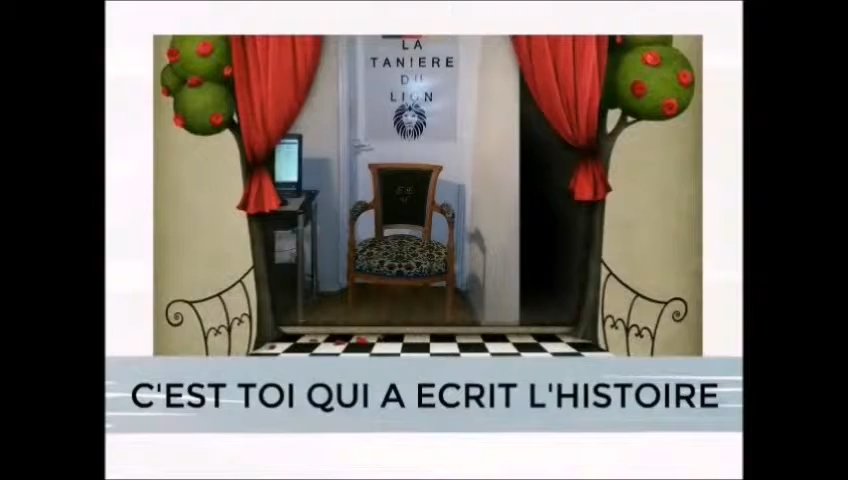 LA
TANIERE
DU
LION
C'EST TOI QUI A ECRIT L'HISTOIRE